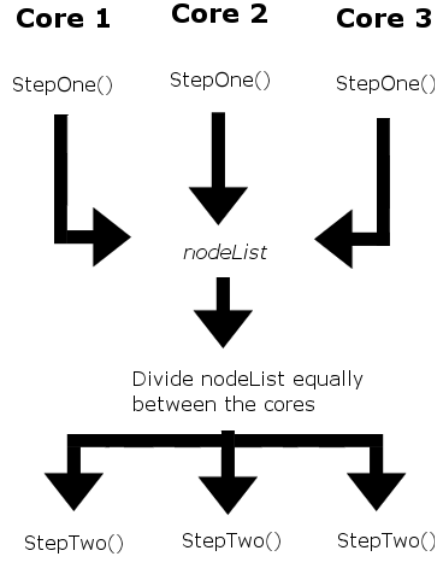 Core 1 Core 2 Core 3
StepOne() StepOne() StepOne()
nodeList
Divide nodeList equally
between the cores
StepTwo() StepTwo() StepTwo()